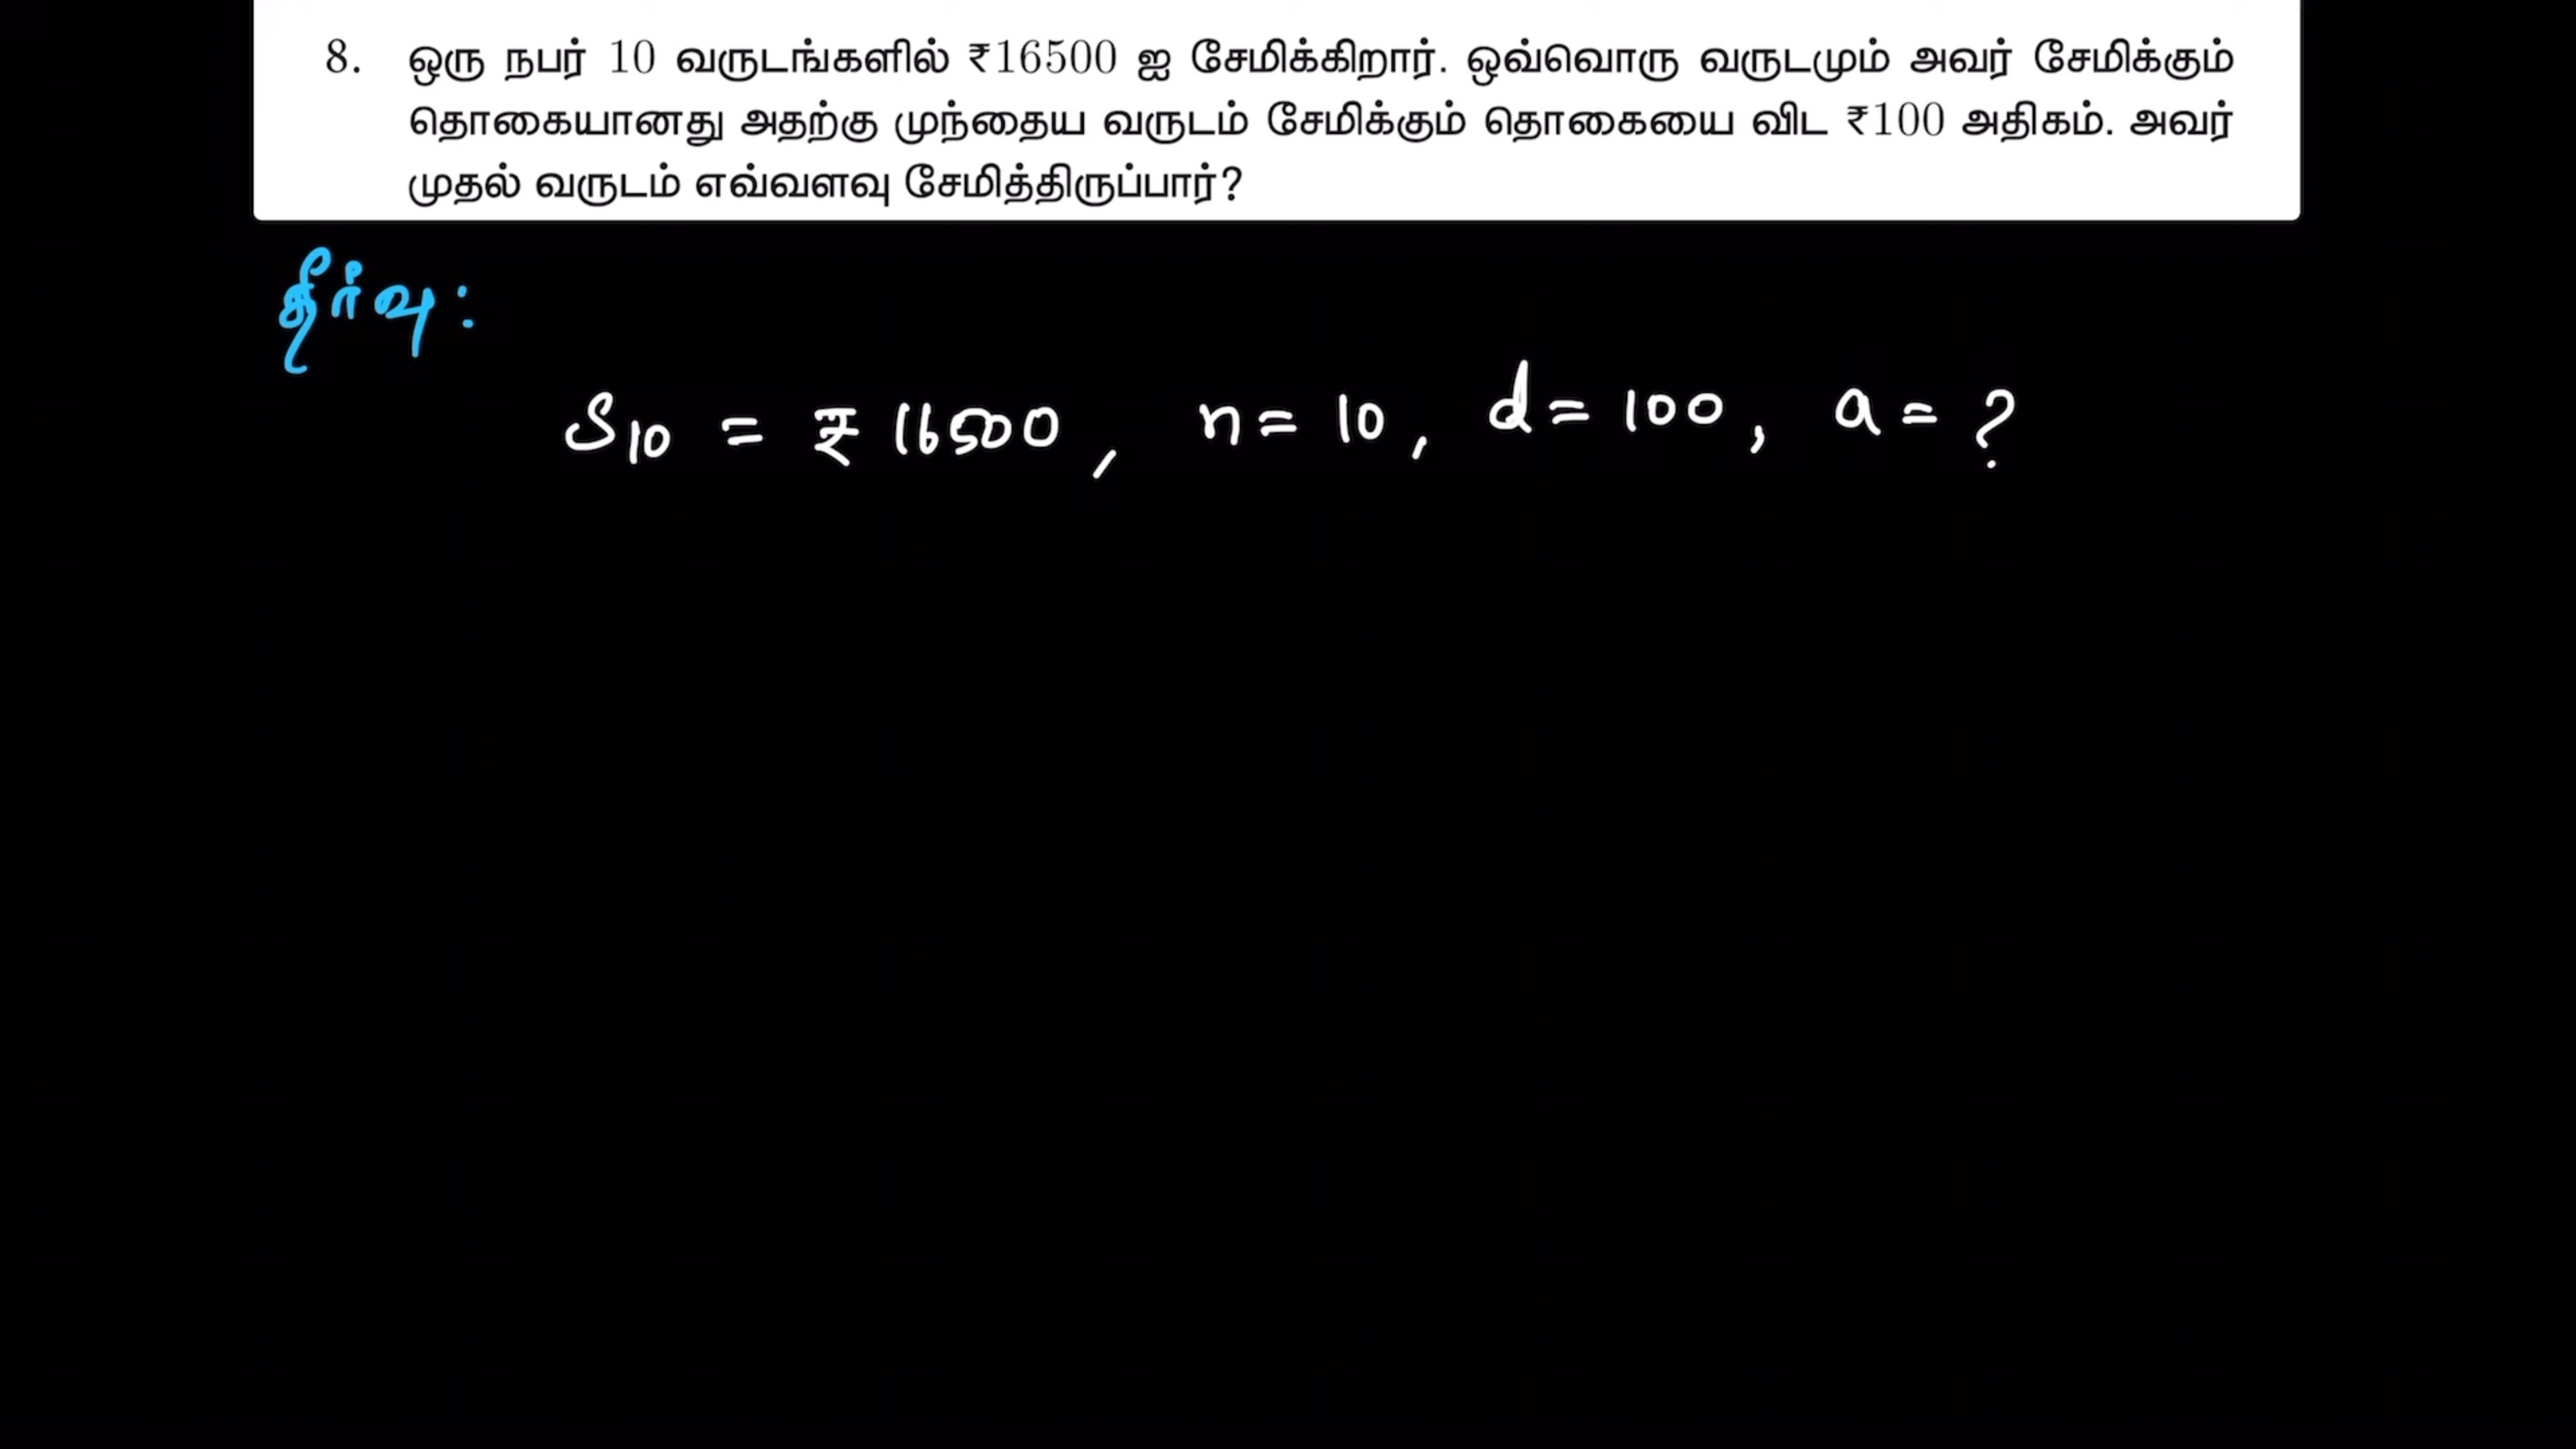 8. ஒரு நபர் 10 வருடங்களில் ₹16500 ஐ சேமிக்கிறார். ஒவ்வொரு வருடமும் அவர் சேமிக்கும்
தொகையானது அதற்கு முந்தைய வருடம் சேமிக்கும் தொகையை விட ₹100 அதிகம். அவர்
முதல் வருடம் எவ்வளவு சேமித்திருப்பார்?
தீர்வு:
S₁₀ = ₹ 16500, n = 10, d = 100, a = ?